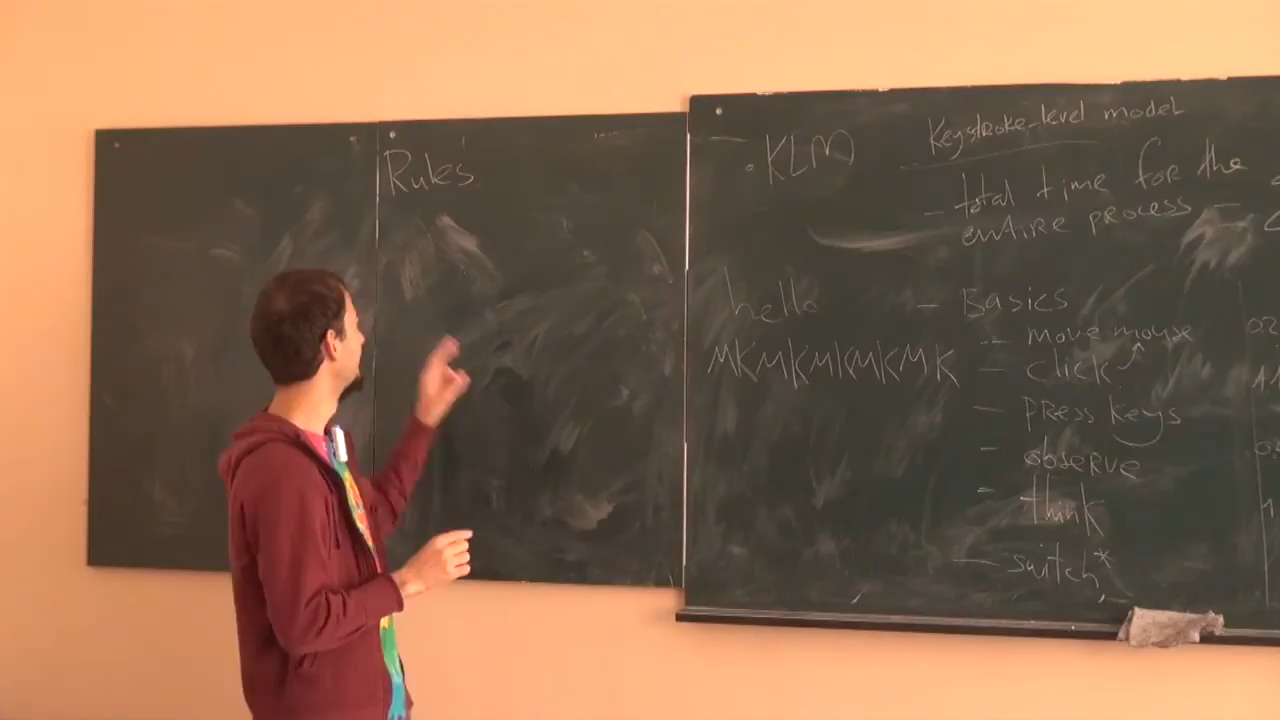 Rules
. KLM
Keystroke-level model
- total time for the
entire process -
hello
- Basics
-- move mouse
- click
- press keys
- observe
- think
- switch*
MKMKMKMKMK